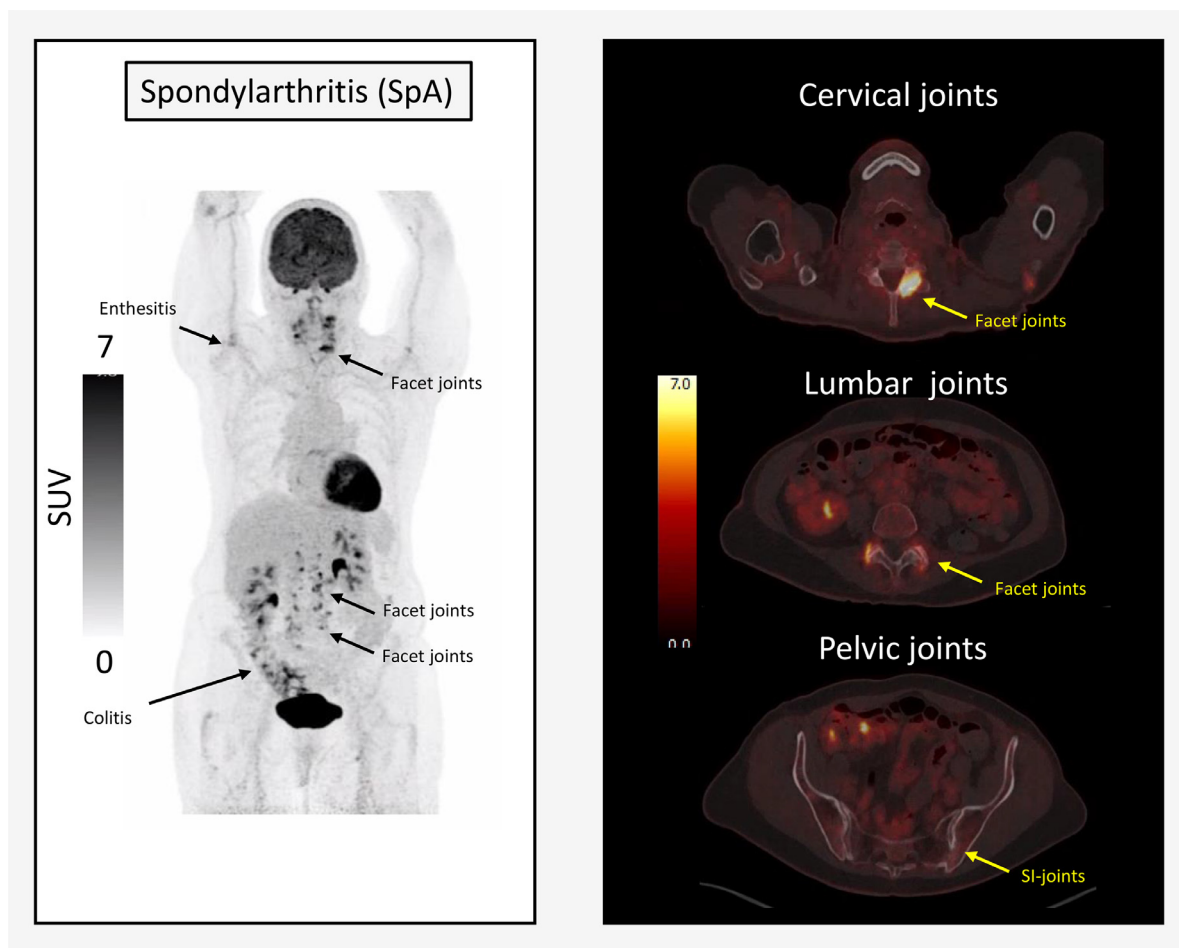 Spondylarthritis (SpA)
Enthesitis
7
Facet joints
SUV
Facet joints
0
Facet joints
Colitis
Cervical joints
Facet joints
Lumbar joints
7.0
Facet joints
Pelvic joints
SI-joints